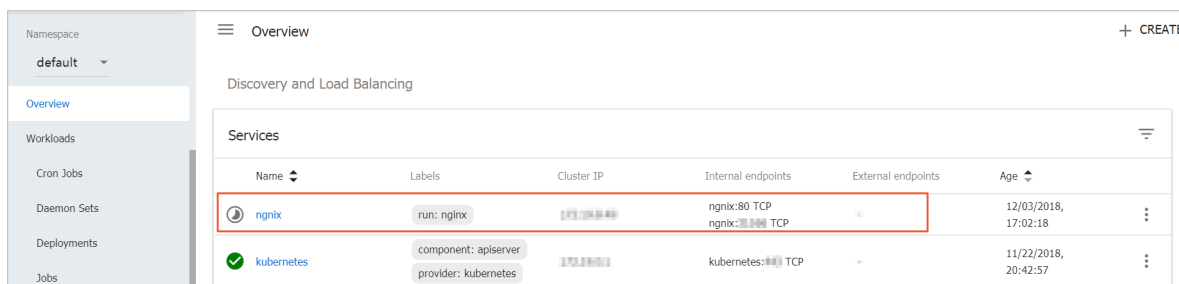 Namespace
default
Overview
Workloads
Cron Jobs
Daemon Sets
Deployments
Jobs
Overview
+ CREATE
Discovery and Load Balancing
Services
Name Labels Cluster IP Internal endpoints External endpoints Age
ngnix run: nginx ngnix:80 TCP 12/03/2018,
ngnix: TCP 17:02:18
component: apiserver 11/22/2018,
kubernetes kubernetes: TCP
provider: kubernetes 20:42:57